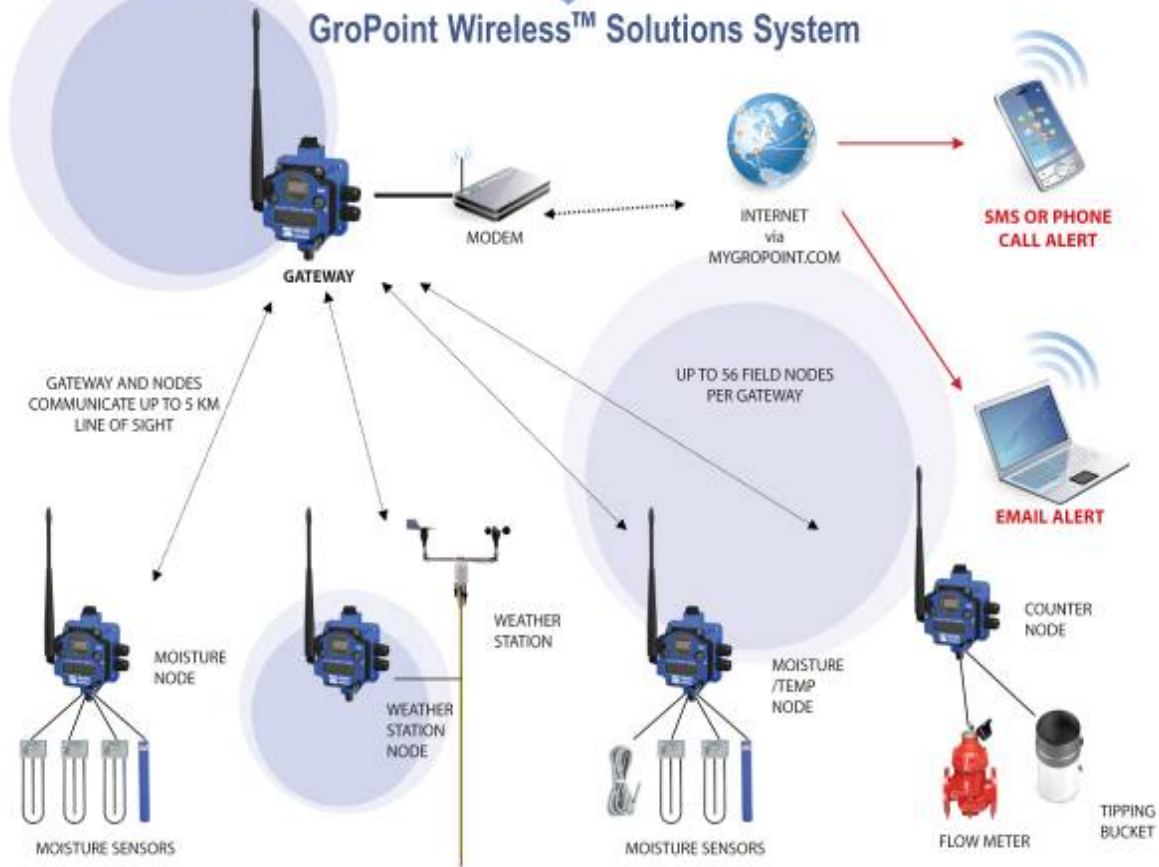 GroPoint Wireless™ Solutions System
GATEWAY
MODEM
INTERNET
via
MYGROPOINT.COM
SMS OR PHONE
CALL ALERT
GATEWAY AND NODES
COMMUNICATE UP TO 5 KM
LINE OF SIGHT
UP TO 56 FIELD NODES
PER GATEWAY
EMAIL ALERT
MOISTURE
NODE
WEATHER
STATION
WEATHER
STATION
NODE
MOISTURE
/TEMP
NODE
COUNTER
NODE
MOISTURE SENSORS
MOISTURE SENSORS
FLOW METER
TIPPING
BUCKET